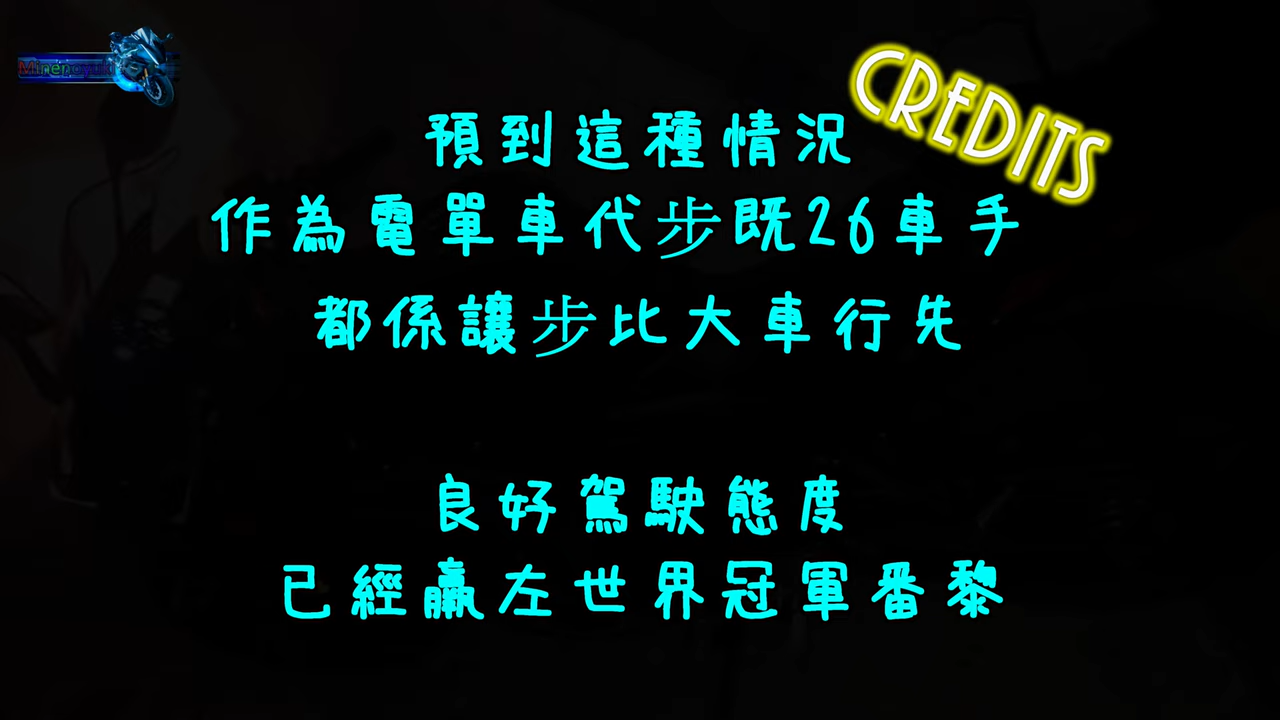 CREDITS
預到這種情況
作為電單車代步既26車手
都係讓步比大車行先
良好駕駛態度
已經贏左世界冠軍番黎